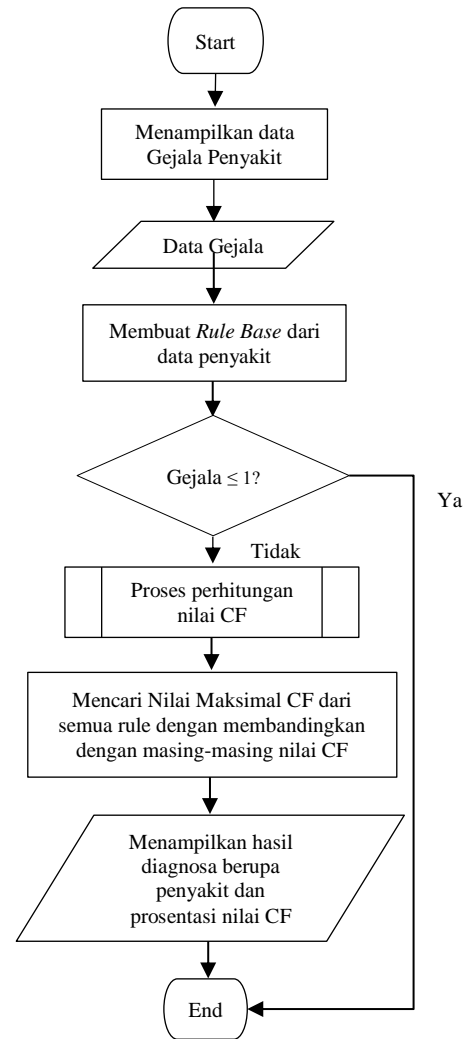 Start
Menampilkan data
Gejala Penyakit
Data Gejala
Membuat Rule Base dari
data penyakit
Gejala ≤ 1?
Ya
Tidak
Proses perhitungan
nilai CF
Mencari Nilai Maksimal CF dari
semua rule dengan membandingkan
dengan masing-masing nilai CF
Menampilkan hasil
diagnosa berupa
penyakit dan
prosentasi nilai CF
End